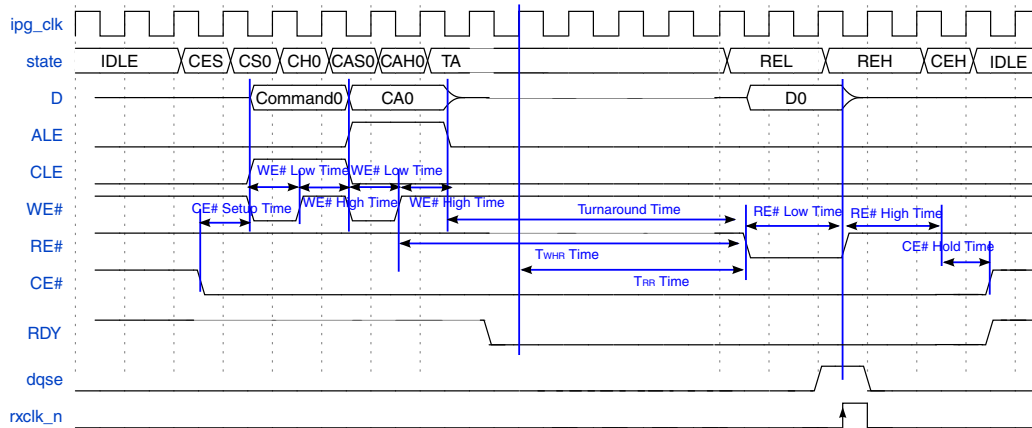 ipg_clk
state IDLE CES CS0 CH0 CAS0 CAH0 TA REL REH CEH IDLE
D Command0 CA0 D0
ALE
CLE WE# Low Time WE# Low Time
WE# CE# Setup Time WE# High Time WE# High Time Turnaround Time RE# Low Time RE# High Time
RE# TWHR Time CE# Hold Time
CE# TRR Time
RDY
dqse
rxclk_n